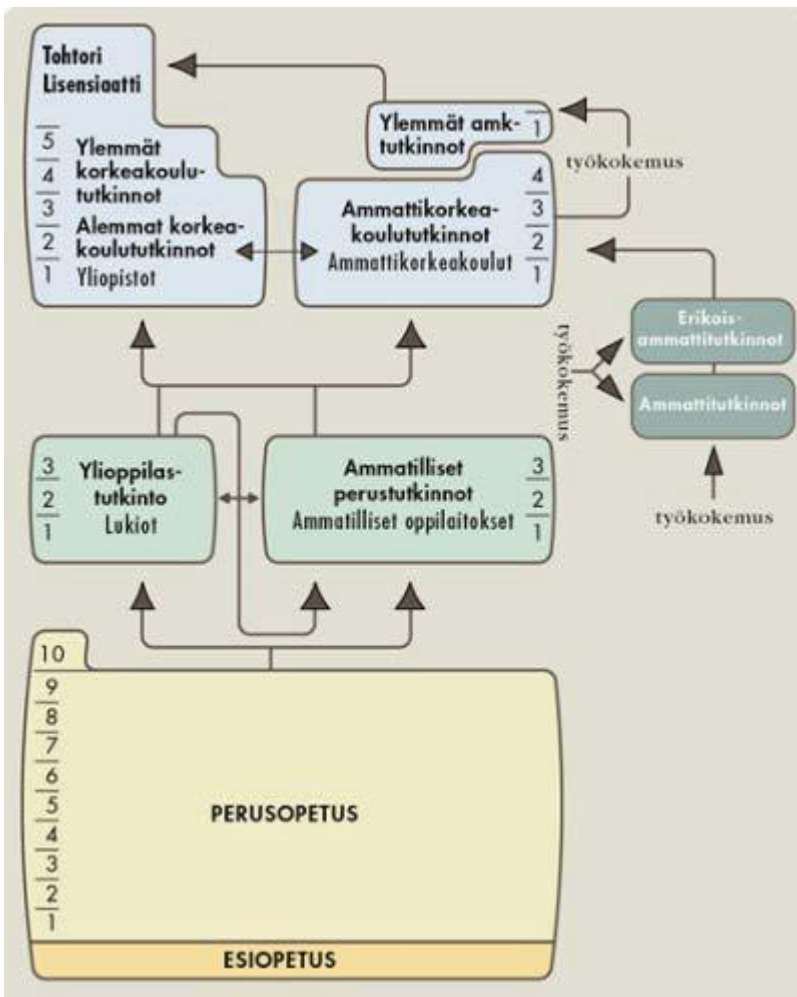 Tohtori
Lisensiaatti
5
4
3
2
1
Ylemmät
korkeakoulu-
tutkinnot
Alemmat korkea-
koulututkinnot
Yliopistot
Ylemmät amk-
tutkinnot
1
työkokemus
Ammattikorkea-
koulututkinnot
Ammattikorkeakoulut
4
3
2
1
Erikois-
ammattitutkinnot
työkokemus
Ammattitutkinnot
työkokemus
3
2
1
Ylioppilas-
tutkinto
Lukiot
Ammatilliset
perustutkinnot
Ammatilliset oppilaitokset
3
2
1
10
9
8
7
6
5
4
3
2
1
PERUSOPETUS
ESIOPETUS